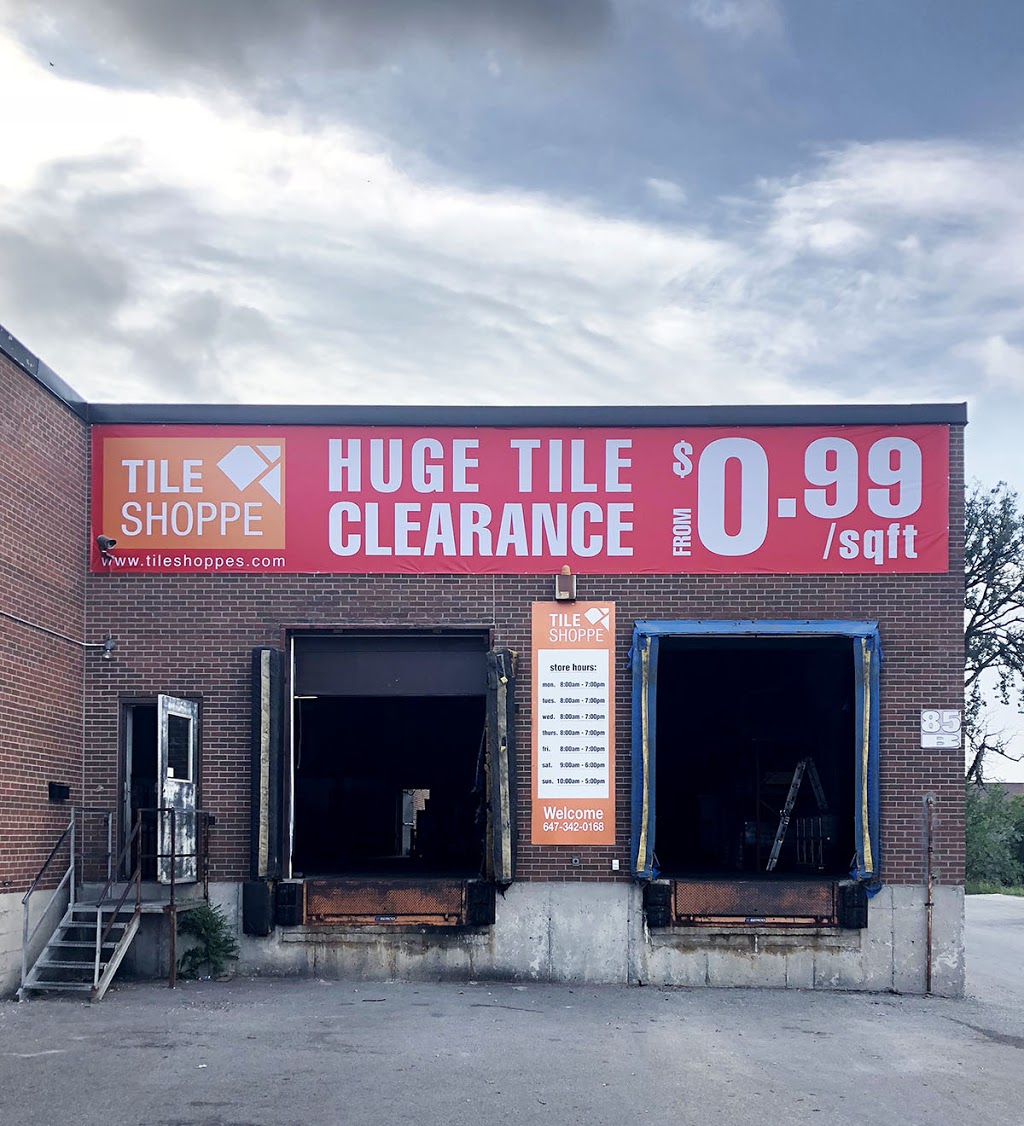 TILE
SHOPPE
www.tileshoppes.com
HUGE TILE
CLEARANCE
FROM
$0.99
/sqft
TILE
SHOPPE
store hours:
mon. 8:00am - 7:00pm
tues. 8:00am - 7:00pm
wed. 8:00am - 7:00pm
thurs. 8:00am - 7:00pm
fri. 8:00am - 7:00pm
sat. 9:00am - 6:00pm
sun. 10:00am - 5:00pm
Welcome
647-342-0168
85
B